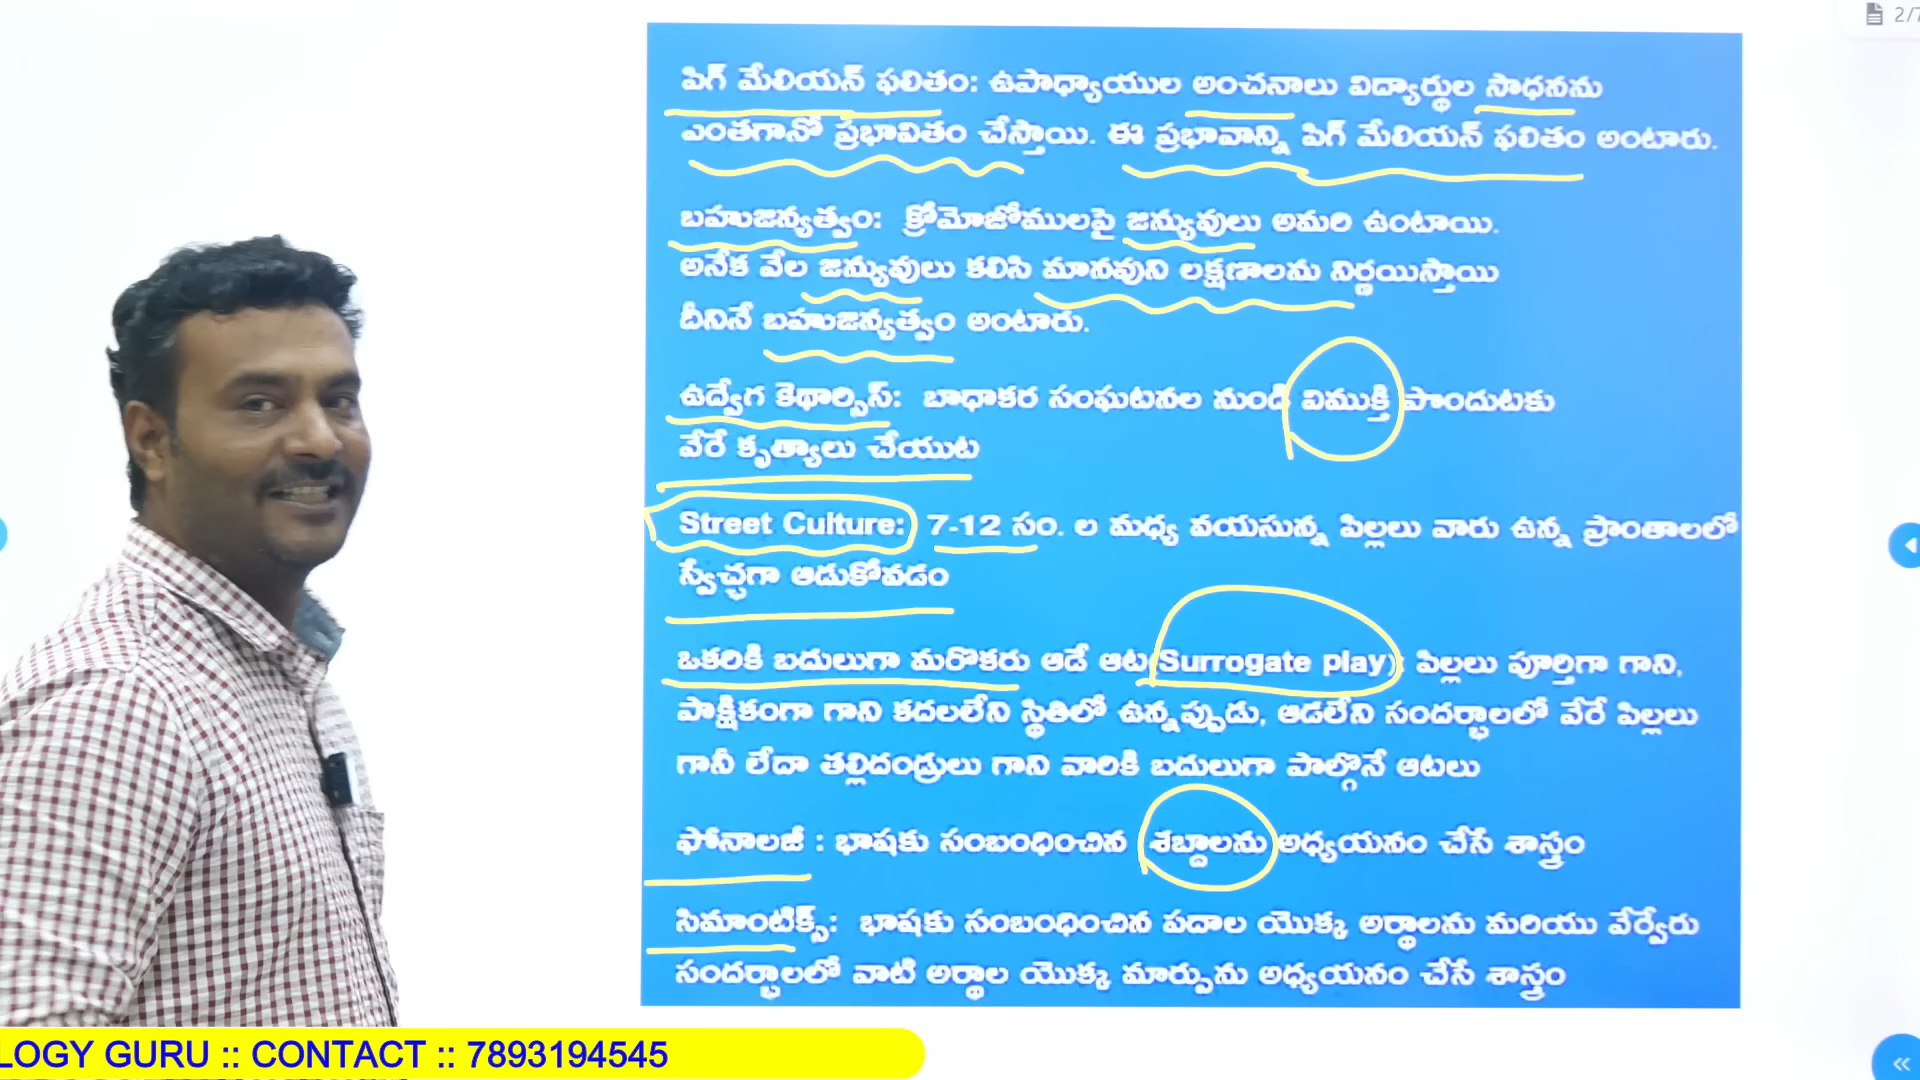 2/7
పిగ్ మేలియన్ ఫలితం: ఉపాధ్యాయుల అంచనాలు విద్యార్థుల సాధనను
ఎంతగానో ప్రభావితం చేస్తాయి. ఈ ప్రభావాన్ని పిగ్ మేలియన్ ఫలితం అంటారు.
బహుజన్యత్వం: క్రోమోజోములపై జన్యువులు అమరి ఉంటాయి.
అనేక వేల జన్యువులు కలిసి మానవుని లక్షణాలను నిర్ణయిస్తాయి
దీనినే బహుజన్యత్వం అంటారు.
ఉద్వేగ కెథార్సిస్: బాధాకర సంఘటనల నుండి విముక్తి పొందుటకు
వేరే కృత్యాలు చేయుట
Street Culture: 7-12 సం. ల మధ్య వయసున్న పిల్లలు వారు ఉన్న ప్రాంతాలలో
స్వేచ్ఛగా ఆడుకోవడం
ఒకరికి బదులుగా మరొకరు ఆడే ఆట(Surrogate play): పిల్లలు పూర్తిగా గాని,
పాక్షికంగా గాని కదలలేని స్థితిలో ఉన్నప్పుడు, ఆడలేని సందర్భాలలో వేరే పిల్లలు
గానీ లేదా తల్లిదండ్రులు గాని వారికి బదులుగా పాల్గొనే ఆటలు
ఫోనాలజీ : భాషకు సంబంధించిన శబ్దాలను అధ్యయనం చేసే శాస్త్రం
సిమాంటిక్స్: భాషకు సంబంధించిన పదాల యొక్క అర్థాలను మరియు వేర్వేరు
సందర్భాలలో వాటి అర్థాల యొక్క మార్పును అధ్యయనం చేసే శాస్త్రం
LOGY GURU :: CONTACT :: 7893194545